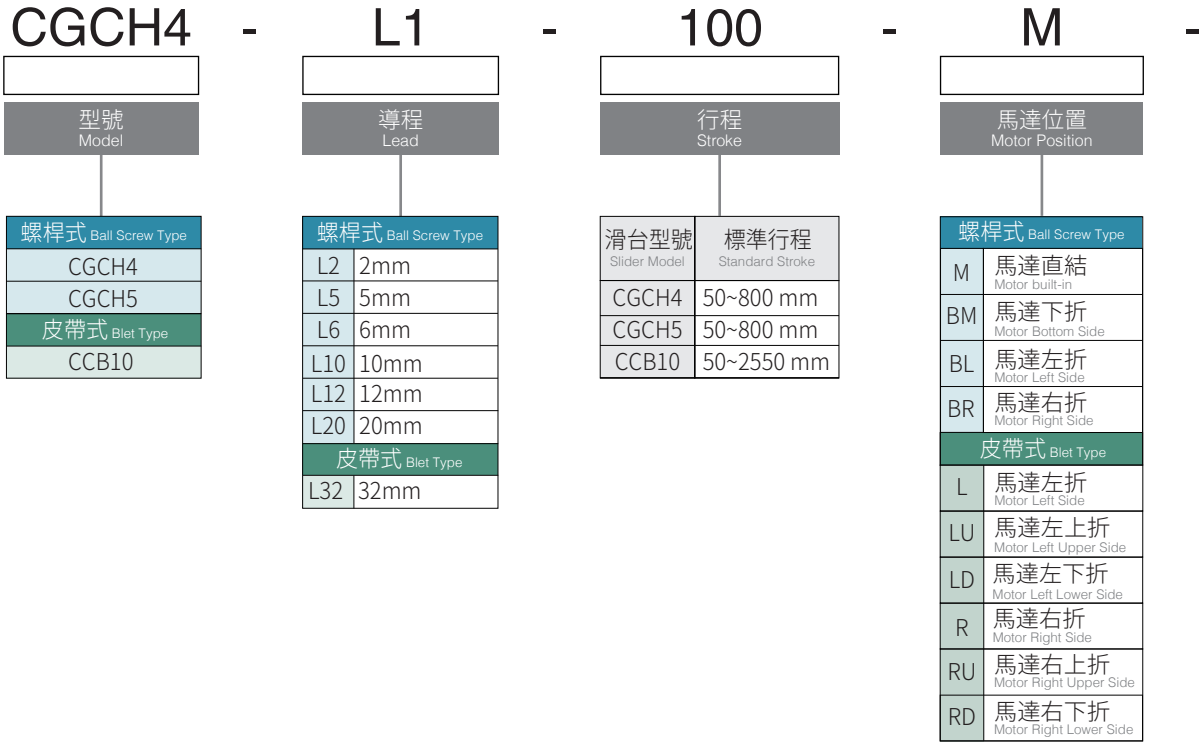 CGCH4 - L1 - 100 - M -
型號
Model
導程
Lead
行程
Stroke
馬達位置
Motor Position
螺桿式 Ball Screw Type
CGCH4
CGCH5
皮帶式 Blet Type
CCB10
螺桿式 Ball Screw Type
L2 2mm
L5 5mm
L6 6mm
L10 10mm
L12 12mm
L20 20mm
皮帶式 Blet Type
L32 32mm
滑台型號 標準行程
Slider Model Standard Stroke
CGCH4 50~800 mm
CGCH5 50~800 mm
CCB10 50~2550 mm
螺桿式 Ball Screw Type
M 馬達直結
Motor built-in
BM 馬達下折
Motor Bottom Side
BL 馬達左折
Motor Left Side
BR 馬達右折
Motor Right Side
皮帶式 Blet Type
L 馬達左折
Motor Left Side
LU 馬達左上折
Motor Left Upper Side
LD 馬達左下折
Motor Left Lower Side
R 馬達右折
Motor Right Side
RU 馬達右上折
Motor Right Upper Side
RD 馬達右下折
Motor Right Lower Side